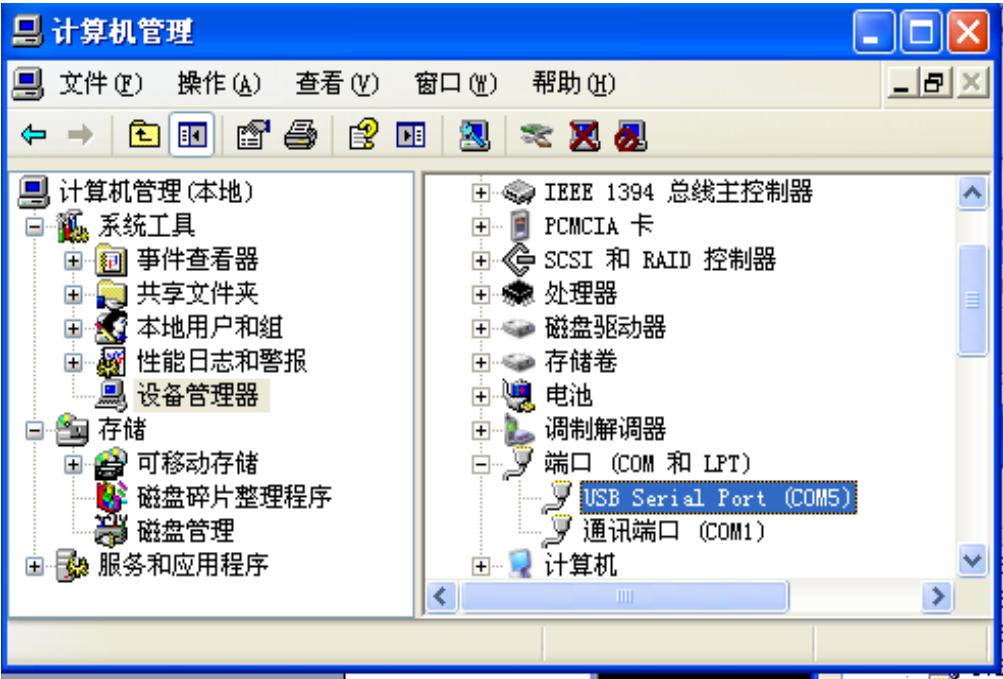 计算机管理
文件(F) 操作(A) 查看(V) 窗口(W) 帮助(H)
计算机管理(本地)
系统工具
事件查看器
共享文件夹
本地用户和组
性能日志和警报
设备管理器
存储
可移动存储
磁盘碎片整理程序
磁盘管理
服务和应用程序
IEEE 1394 总线主控制器
PCMCIA 卡
SCSI 和 RAID 控制器
处理器
磁盘驱动器
存储卷
电池
调制解调器
端口 (COM 和 LPT)
USB Serial Port (COM5)
通讯端口 (COM1)
计算机